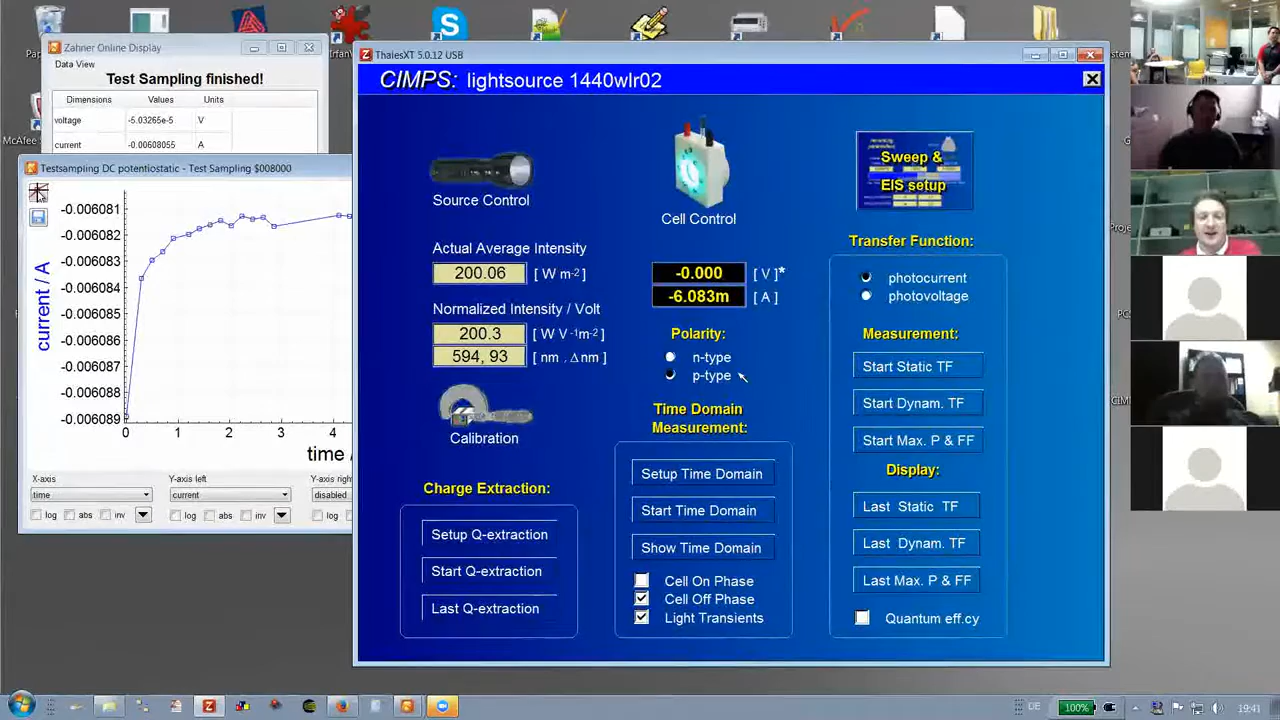 Zahner Online Display
Data View
Test Sampling finished!
Dimensions Values Units
voltage -5.03265e-5 V
current -0.00608055 A
McAfee
Testsampling DC potentiostatic - Test Sampling $008000
-0.006081
-0.006082
-0.006083
-0.006084
-0.006085
-0.006086
-0.006087
-0.006088
-0.006089
current / A
0 1 2 3 4
time /
X-axis Y-axis left Y-axis right
time current disabled
log abs inv log abs inv log
ThalesXT 5.0.12 USB
CIMPS: lightsource 1440wlr02
Source Control
Actual Average Intensity
200.06 [ W m-2 ]
Normalized Intensity / Volt
200.3 [ W V -1m-2 ]
594, 93 [ nm , Δnm ]
Calibration
Charge Extraction:
Setup Q-extraction
Start Q-extraction
Last Q-extraction
Cell Control
-0.000 [ V ]*
-6.083m [ A ]
Polarity:
n-type
p-type
Time Domain
Measurement:
Setup Time Domain
Start Time Domain
Show Time Domain
Cell On Phase
Cell Off Phase
Light Transients
Sweep &
EIS setup
Transfer Function:
photocurrent
photovoltage
Measurement:
Start Static TF
Start Dynam. TF
Start Max. P & FF
Display:
Last Static TF
Last Dynam. TF
Last Max. P & FF
Quantum eff.cy
DE 100% 19:41